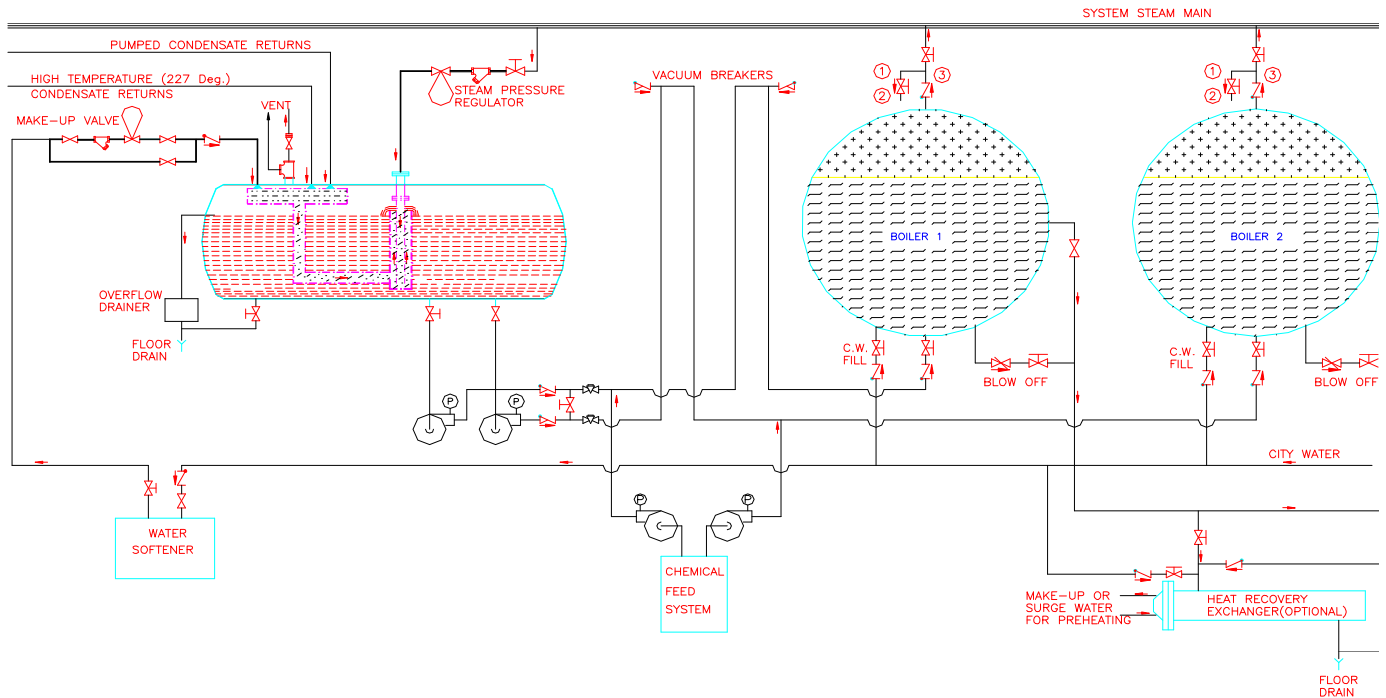 SYSTEM STEAM MAIN
PUMPED CONDENSATE RETURNS
HIGH TEMPERATURE (227 Deg.)
CONDENSATE RETURNS
MAKE-UP VALVE
VENT
STEAM PRESSURE
REGULATOR
VACUUM BREAKERS
1
3
2
1
3
2
BOILER 1
BOILER 2
OVERFLOW
DRAINER
FLOOR
DRAIN
C.W.
FILL
BLOW OFF
C.W.
FILL
BLOW OFF
P
P
CITY WATER
P
P
WATER
SOFTENER
CHEMICAL
FEED
SYSTEM
MAKE-UP OR
SURGE WATER
FOR PREHEATING
HEAT RECOVERY
EXCHANGER(OPTIONAL)
FLOOR
DRAIN